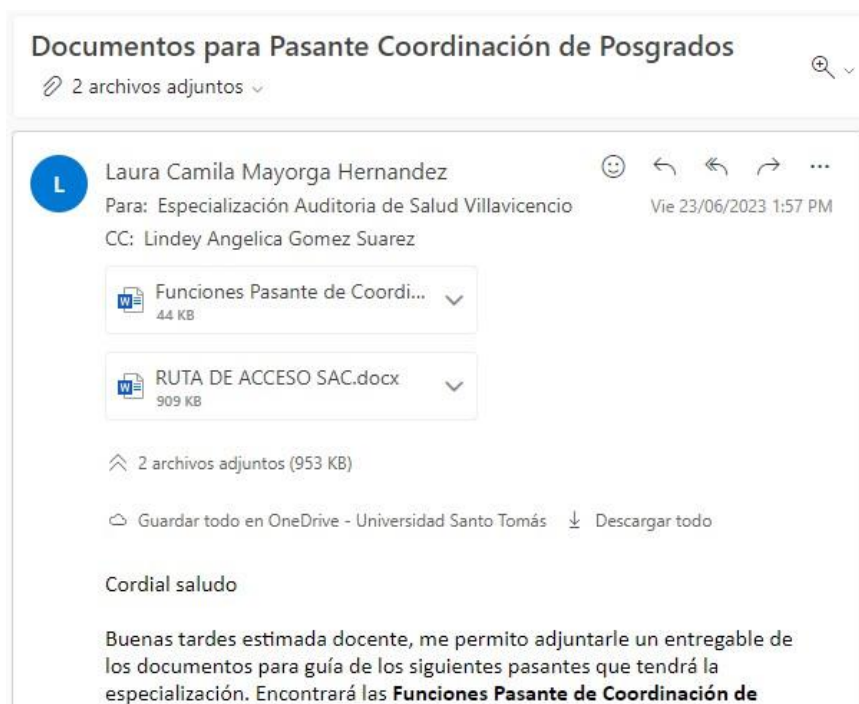 Documentos para Pasante Coordinación de Posgrados
2 archivos adjuntos
L
Laura Camila Mayorga Hernandez
Para: Especialización Auditoria de Salud Villavicencio
Vie 23/06/2023 1:57 PM
CC: Lindey Angelica Gomez Suarez
Funciones Pasante de Coordi...
44 KB
RUTA DE ACCESO SAC.docx
909 KB
2 archivos adjuntos (953 KB)
Guardar todo en OneDrive - Universidad Santo Tomás
Descargar todo
Cordial saludo
Buenas tardes estimada docente, me permito adjuntarle un entregable de
los documentos para guía de los siguientes pasantes que tendrá la
especialización. Encontrará las Funciones Pasante de Coordinación de